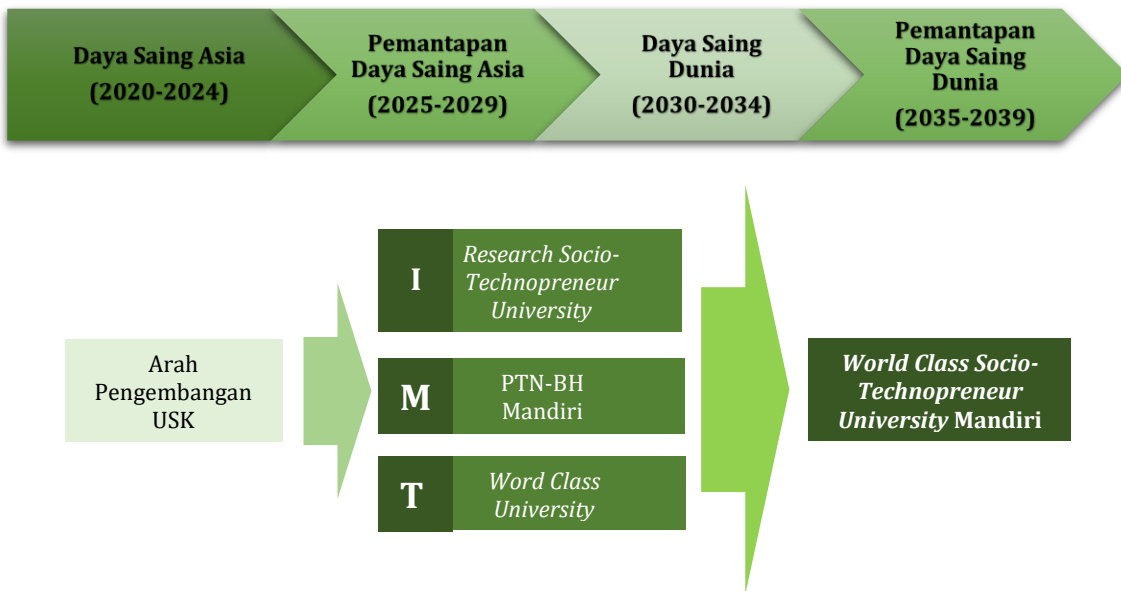 Daya Saing Asia
(2020-2024)
Pemantapan
Daya Saing Asia
(2025-2029)
Daya Saing
Dunia
(2030-2034)
Pemantapan
Daya Saing
Dunia
(2035-2039)
Arah
Pengembangan
USK
I
Research Socio-
Technopreneur
University
M
PTN-BH
Mandiri
T
Word Class
University
World Class Socio-
Technopreneur
University Mandiri